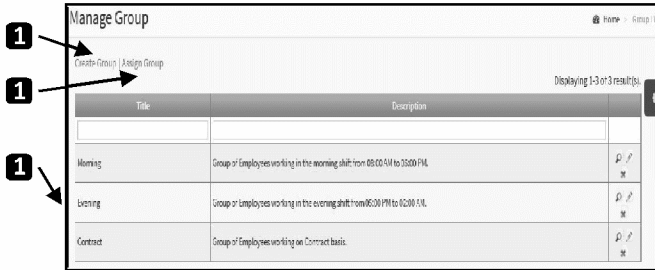 Manage Group
Home > Group
1
Create Group | Assign Group
1
Displaying 1-3 of 3 result(s).
Title Description
1
Morning Group of Employees working in the morning shift from 08:00 AM to 05:00 PM.
Evening Group of Employees working in the evening shift from 05:00 PM to 02:00 AM.
Contract Group of Employees working on Contract basis.